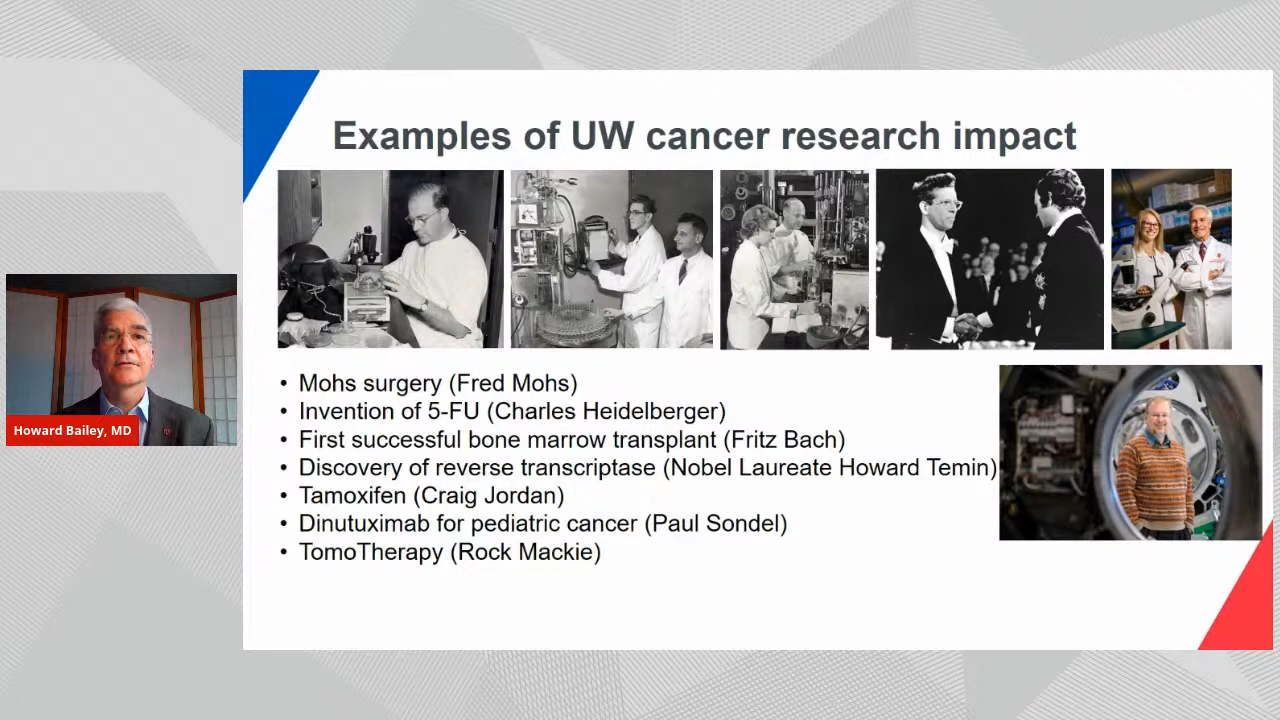 Examples of UW cancer research impact
Howard Bailey, MD
• Mohs surgery (Fred Mohs)
• Invention of 5-FU (Charles Heidelberger)
• First successful bone marrow transplant (Fritz Bach)
• Discovery of reverse transcriptase (Nobel Laureate Howard Temin)
• Tamoxifen (Craig Jordan)
• Dinutuximab for pediatric cancer (Paul Sondel)
• TomoTherapy (Rock Mackie)